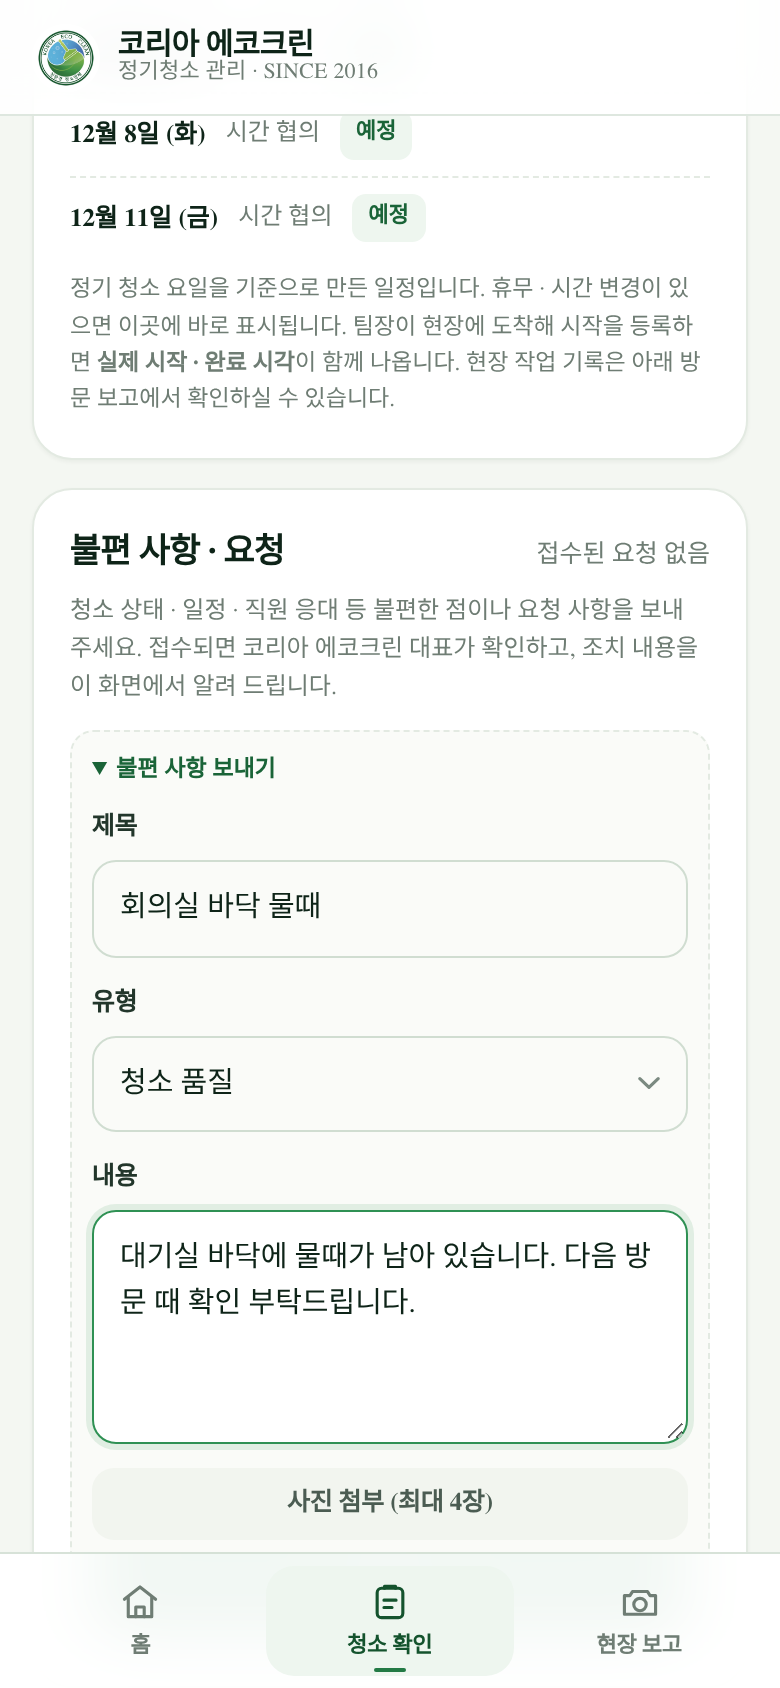 코리아 에코크린
정기청소 관리 · SINCE 2016
12월 8일 (화) 시간 협의 예정
12월 11일 (금) 시간 협의 예정
정기 청소 요일을 기준으로 만든 일정입니다. 휴무 · 시간 변경이 있
으면 이곳에 바로 표시됩니다. 팀장이 현장에 도착해 시작을 등록하
면 실제 시작 · 완료 시각이 함께 나옵니다. 현장 작업 기록은 아래 방
문 보고에서 확인하실 수 있습니다.
불편 사항 · 요청 접수된 요청 없음
청소 상태 · 일정 · 직원 응대 등 불편한 점이나 요청 사항을 보내
주세요. 접수되면 코리아 에코크린 대표가 확인하고, 조치 내용을
이 화면에서 알려 드립니다.
▼ 불편 사항 보내기
제목
회의실 바닥 물때
유형
청소 품질
내용
대기실 바닥에 물때가 남아 있습니다. 다음 방
문 때 확인 부탁드립니다.
사진 첨부 (최대 4장)
홈 청소 확인 현장 보고